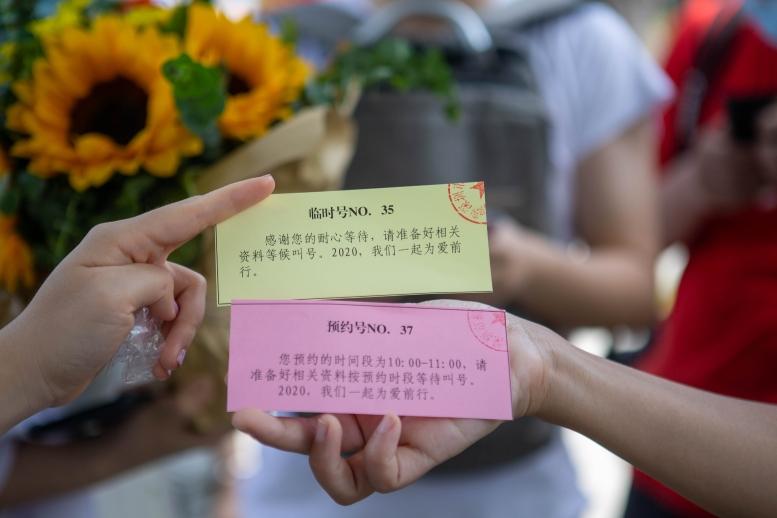 临时号NO. 35
感谢您的耐心等待，请准备好相关
资料等候叫号。2020，我们一起为爱前
行。
预约号NO. 37
您预约的时间段为10:00-11:00，请
准备好相关资料按预约时段等待叫号。
2020，我们一起为爱前行。